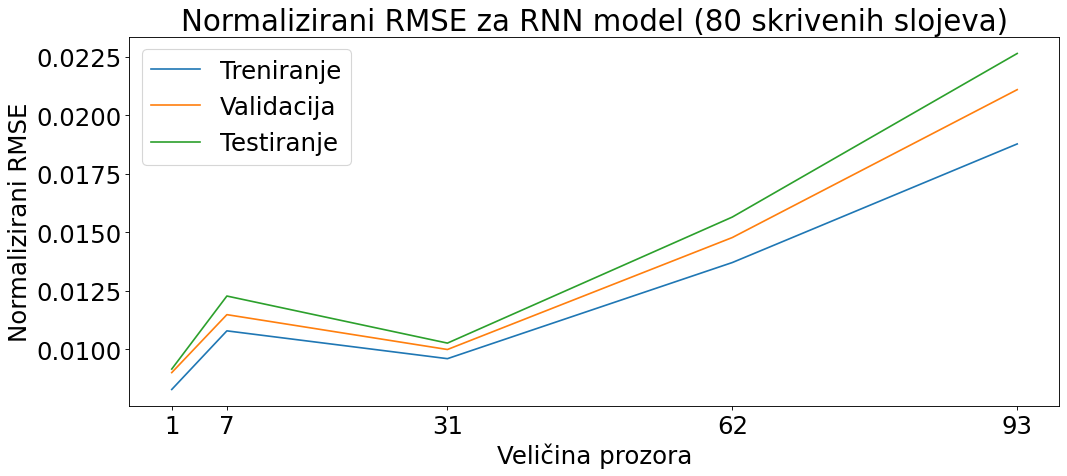 Normalizirani RMSE za RNN model (80 skrivenih slojeva)
Treniranje
Validacija
Testiranje
Normalizirani RMSE
0.0225
0.0200
0.0175
0.0150
0.0125
0.0100
1 7 31 62 93
Veličina prozora